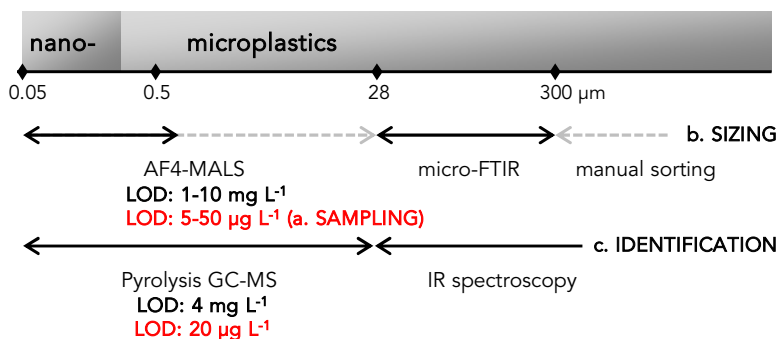 nano- microplastics
0.05 0.5 28 300 µm
b. SIZING
AF4-MALS micro-FTIR manual sorting
LOD: 1-10 mg L⁻¹
LOD: 5-50 µg L⁻¹ (a. SAMPLING)
c. IDENTIFICATION
Pyrolysis GC-MS IR spectroscopy
LOD: 4 mg L⁻¹
LOD: 20 µg L⁻¹